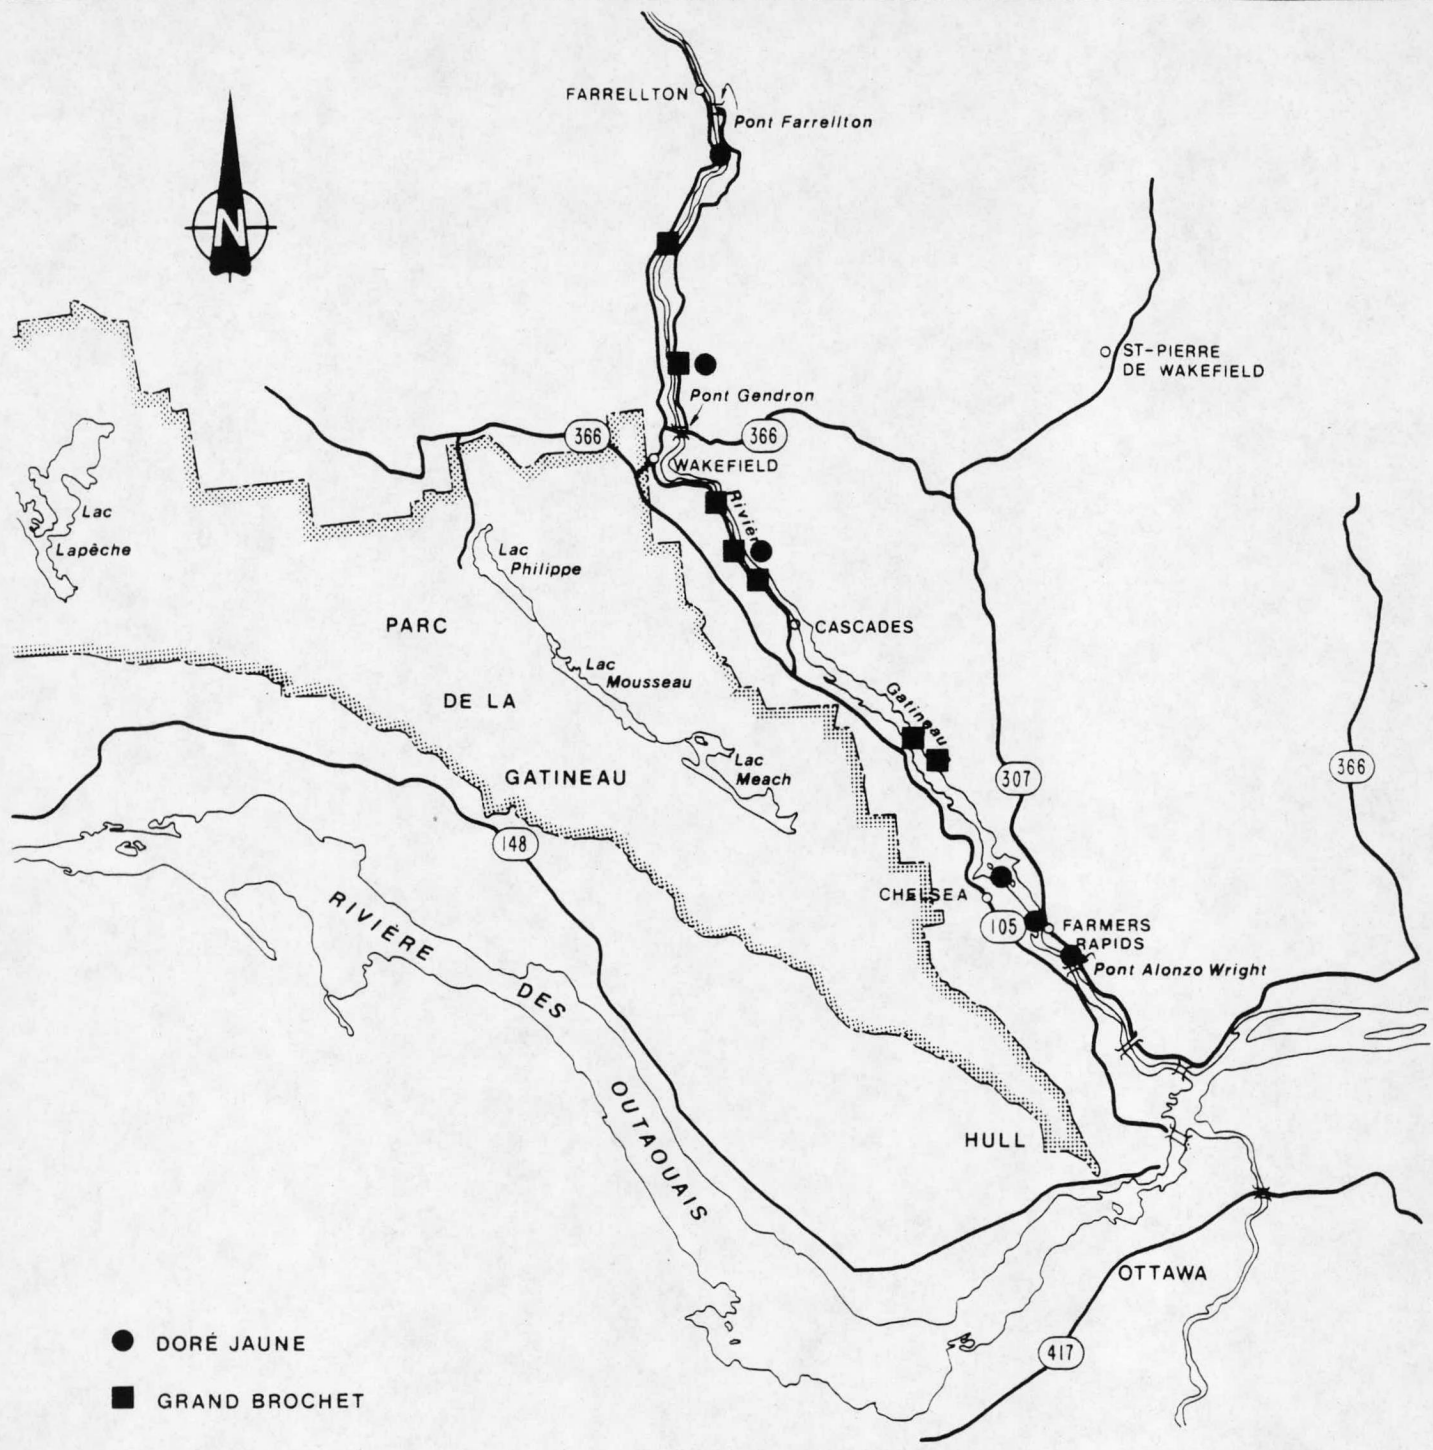 FARRELLTON
Pont Farrellton
N
ST-PIERRE
DE WAKEFIELD
Pont Gendron
366
366
WAKEFIELD
Rivière
Lac
Lapêche
Lac
Philippe
PARC
CASCADES
Lac
Mousseau
DE LA
Gatineau
GATINEAU
Lac
Meach
307
366
148
CHELSEA
RIVIÈRE
105
FARMERS
RAPIDS
Pont Alonzo Wright
DES
OUTAOUAIS
HULL
OTTAWA
417
DORÉ JAUNE
GRAND BROCHET